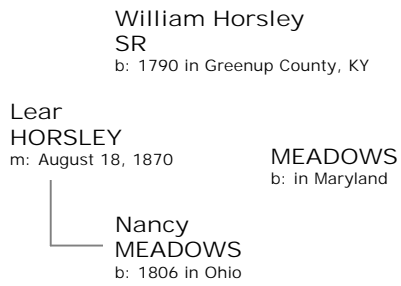 William Horsley
SR
b: 1790 in Greenup County, KY
Lear
HORSLEY
m: August 18, 1870
MEADOWS
b: in Maryland
Nancy
MEADOWS
b: 1806 in Ohio